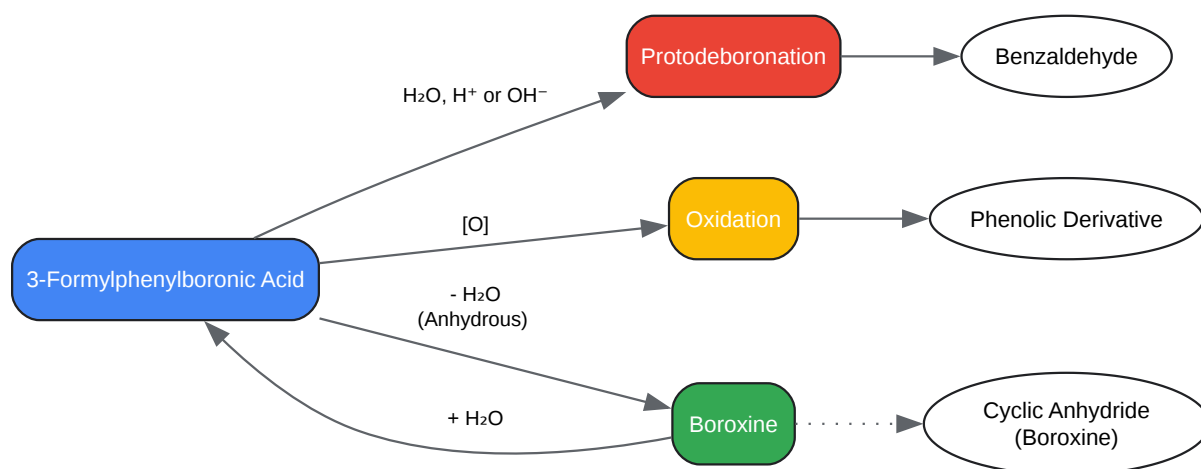 Protodeboronation
Benzaldehyde
H₂O, H⁺ or OH⁻
[O]
Oxidation
Phenolic Derivative
3-Formylphenylboronic Acid
- H₂O
(Anhydrous)
+ H₂O
Boroxine
Cyclic Anhydride
(Boroxine)